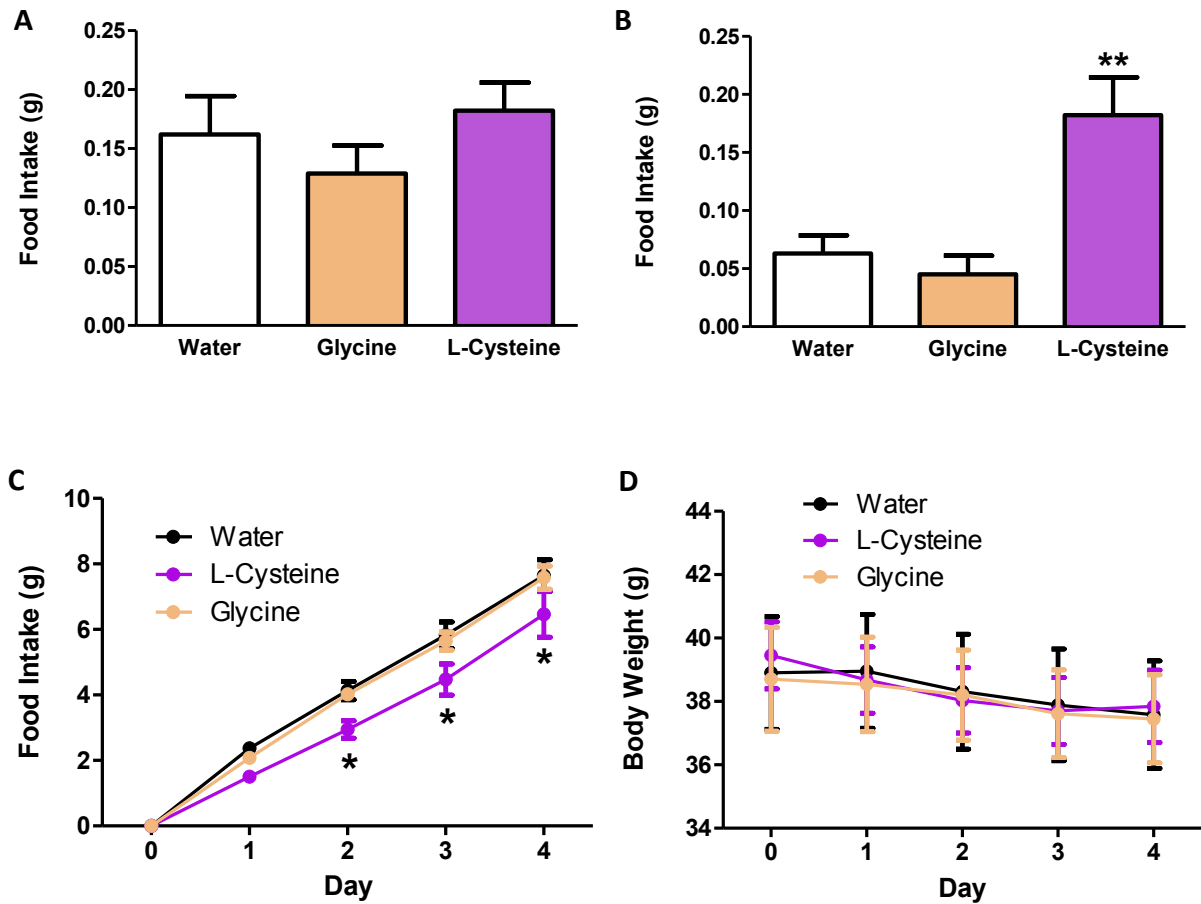 A
Food Intake (g)
0.25
0.20
0.15
0.10
0.05
0.00
Water Glycine L-Cysteine
B
Food Intake (g)
0.25
0.20
0.15
0.10
0.05
0.00
**
Water Glycine L-Cysteine
C
Food Intake (g)
10
8
6
4
2
0
Water
L-Cysteine
Glycine
*
*
*
0 1 2 3 4
Day
D
Body Weight (g)
44
42
40
38
36
34
Water
L-Cysteine
Glycine
0 1 2 3 4
Day